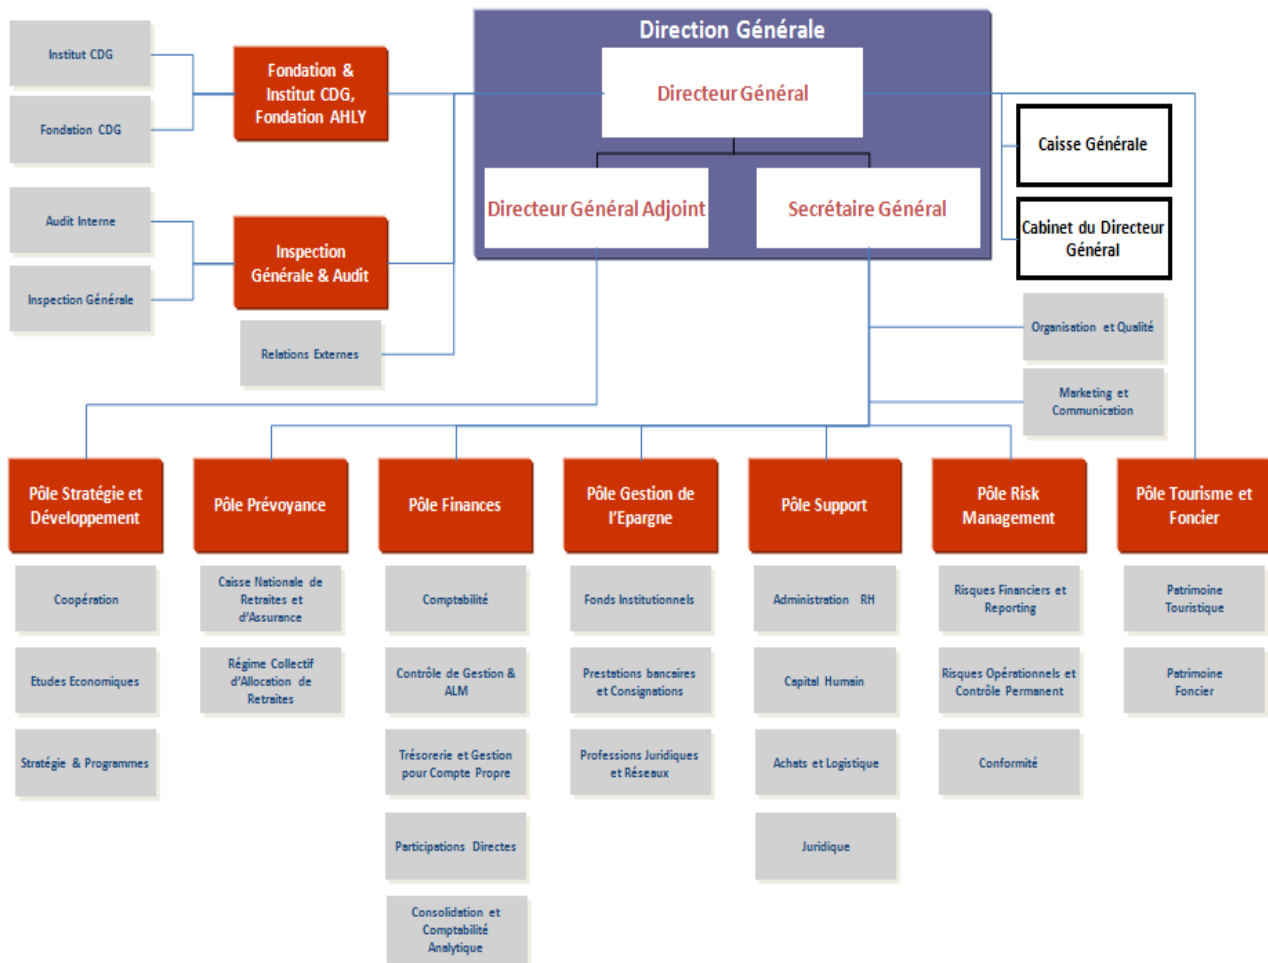 Direction Générale
Directeur Général
Directeur Général Adjoint
Secrétaire Général
Institut CDG
Fondation CDG
Fondation &
Institut CDG,
Fondation AHLY
Audit Interne
Inspection Générale
Inspection
Générale & Audit
Relations Externes
Caisse Générale
Cabinet du Directeur
Général
Organisation et Qualité
Marketing et
Communication
Pôle Stratégie et
Développement
Coopération
Etudes Economiques
Stratégie & Programmes
Pôle Prévoyance
Caisse Nationale de
Retraites et
d'Assurance
Régime Collectif
d'Allocation de
Retraites
Pôle Finances
Comptabilité
Contrôle de Gestion &
ALM
Trésorerie et Gestion
pour Compte Propre
Participations Directes
Consolidation et
Comptabilité
Analytique
Pôle Gestion de
l'Epargne
Fonds Institutionnels
Prestations bancaires
et Consignations
Professions Juridiques
et Réseaux
Pôle Support
Administration RH
Capital Humain
Achats et Logistique
Juridique
Pôle Risk
Management
Risques Financiers et
Reporting
Risques Opérationnels et
Contrôle Permanent
Conformité
Pôle Tourisme et
Foncier
Patrimoine
Touristique
Patrimoine
Foncier